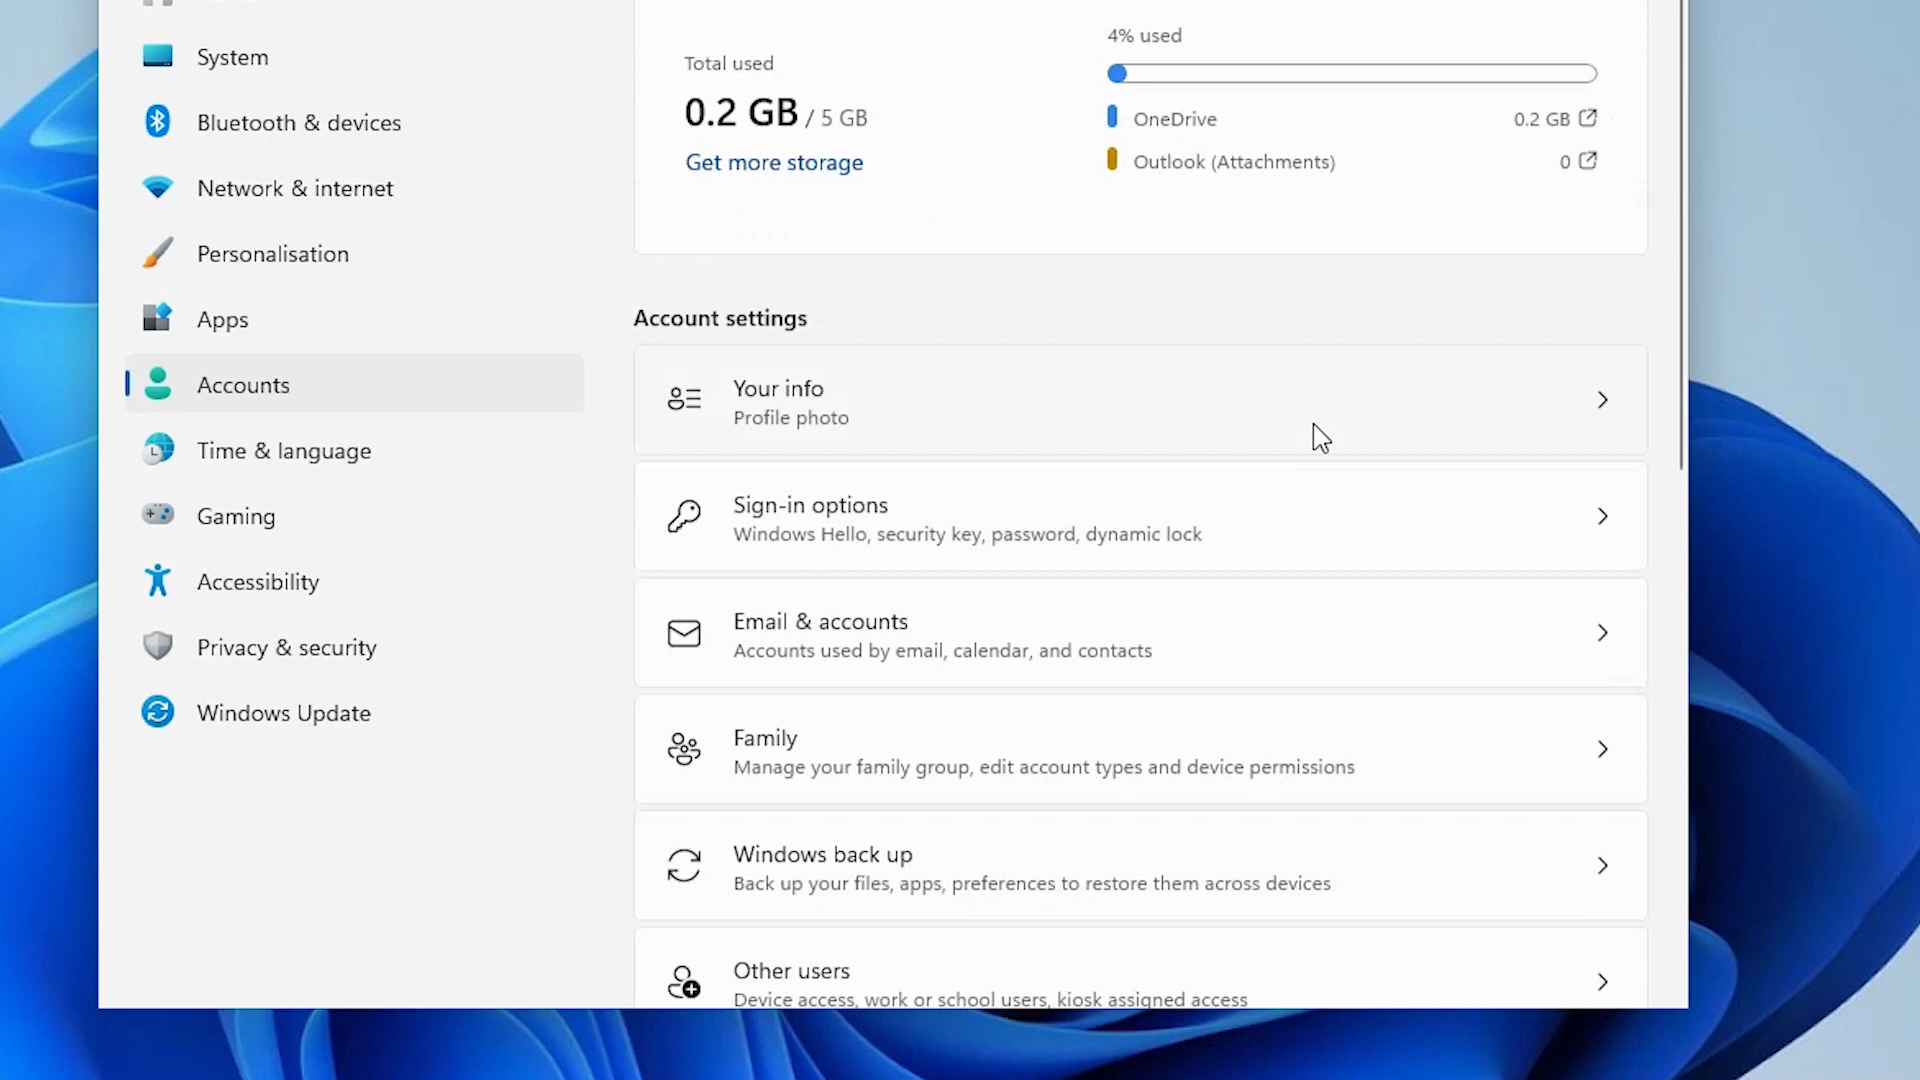 System
Bluetooth & devices
Network & internet
Personalisation
Apps
Accounts
Time & language
Gaming
Accessibility
Privacy & security
Windows Update
Total used
0.2 GB / 5 GB
Get more storage
4% used
OneDrive 0.2 GB
Outlook (Attachments) 0
Account settings
Your info
Profile photo
Sign-in options
Windows Hello, security key, password, dynamic lock
Email & accounts
Accounts used by email, calendar, and contacts
Family
Manage your family group, edit account types and device permissions
Windows back up
Back up your files, apps, preferences to restore them across devices
Other users
Device access, work or school users, kiosk assigned access